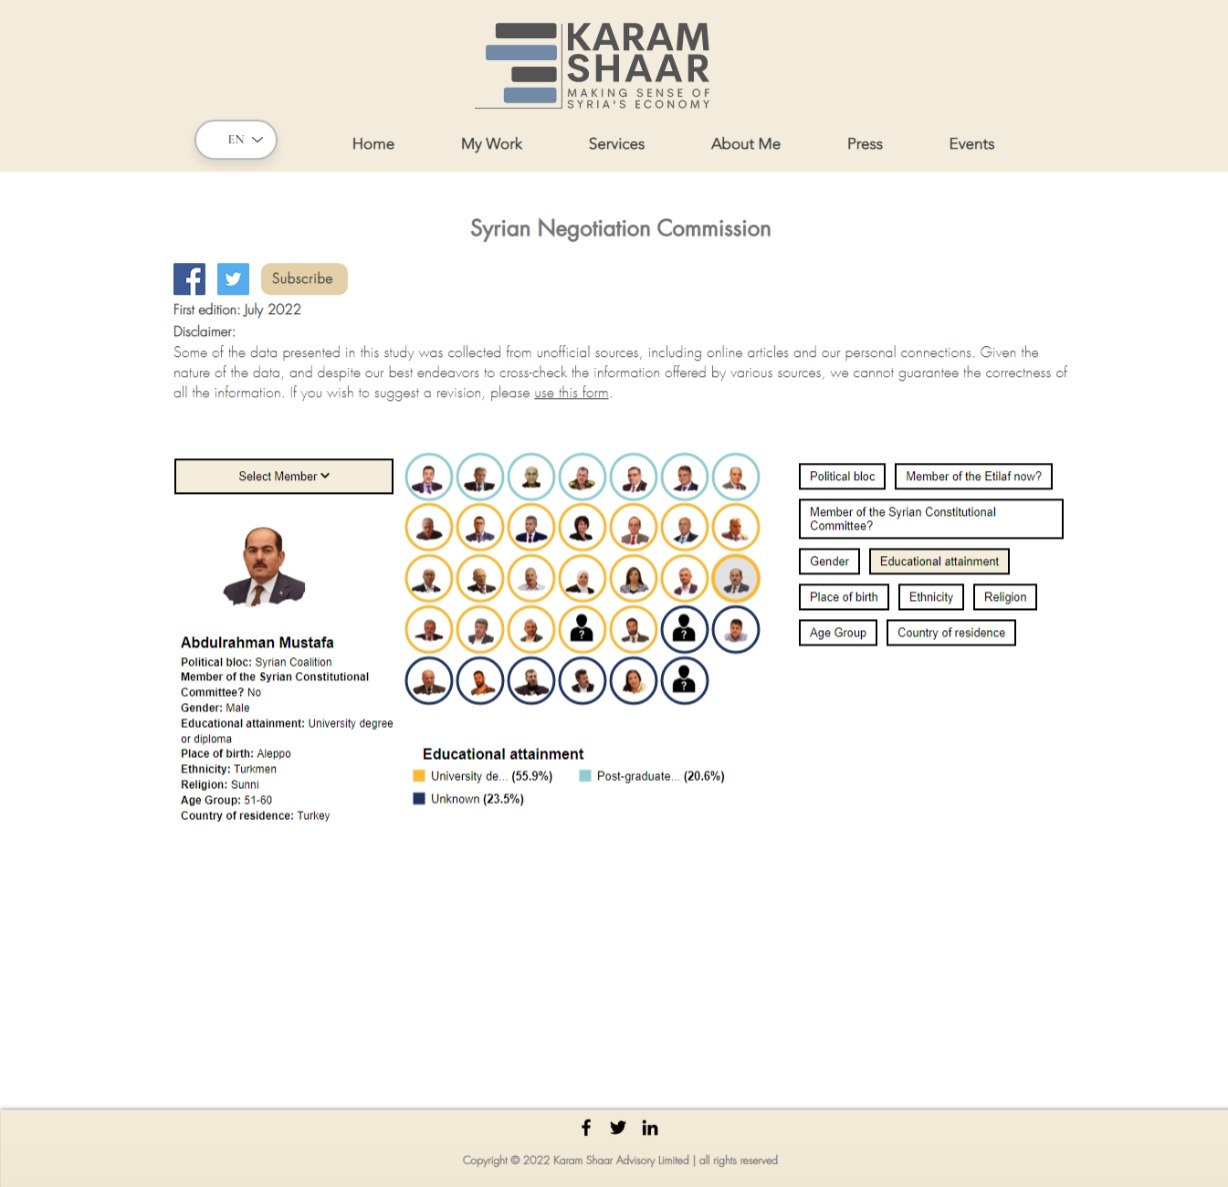 KARAM
SHAAR
MAKING SENSE OF
SYRIA'S ECONOMY
EN
Home
My Work
Services
About Me
Press
Events
Syrian Negotiation Commission
Subscribe
First edition: July 2022
Disclaimer:
Some of the data presented in this study was collected from unofficial sources, including online articles and our personal connections. Given the
nature of the data, and despite our best endeavors to cross-check the information offered by various sources, we cannot guarantee the correctness of
all the information. If you wish to suggest a revision, please use this form.
Select Member
Abdulrahman Mustafa
Political bloc: Syrian Coalition
Member of the Syrian Constitutional
Committee? No
Gender: Male
Educational attainment: University degree
or diploma
Place of birth: Aleppo
Ethnicity: Turkmen
Religion: Sunni
Age Group: 51-60
Country of residence: Turkey
?
?
?
Educational attainment
University de... (55.9%)
Post-graduate... (20.6%)
Unknown (23.5%)
Political bloc
Member of the Etilaf now?
Member of the Syrian Constitutional
Committee?
Gender
Educational attainment
Place of birth
Ethnicity
Religion
Age Group
Country of residence
Copyright © 2022 Karam Shaar Advisory Limited | all rights reserved